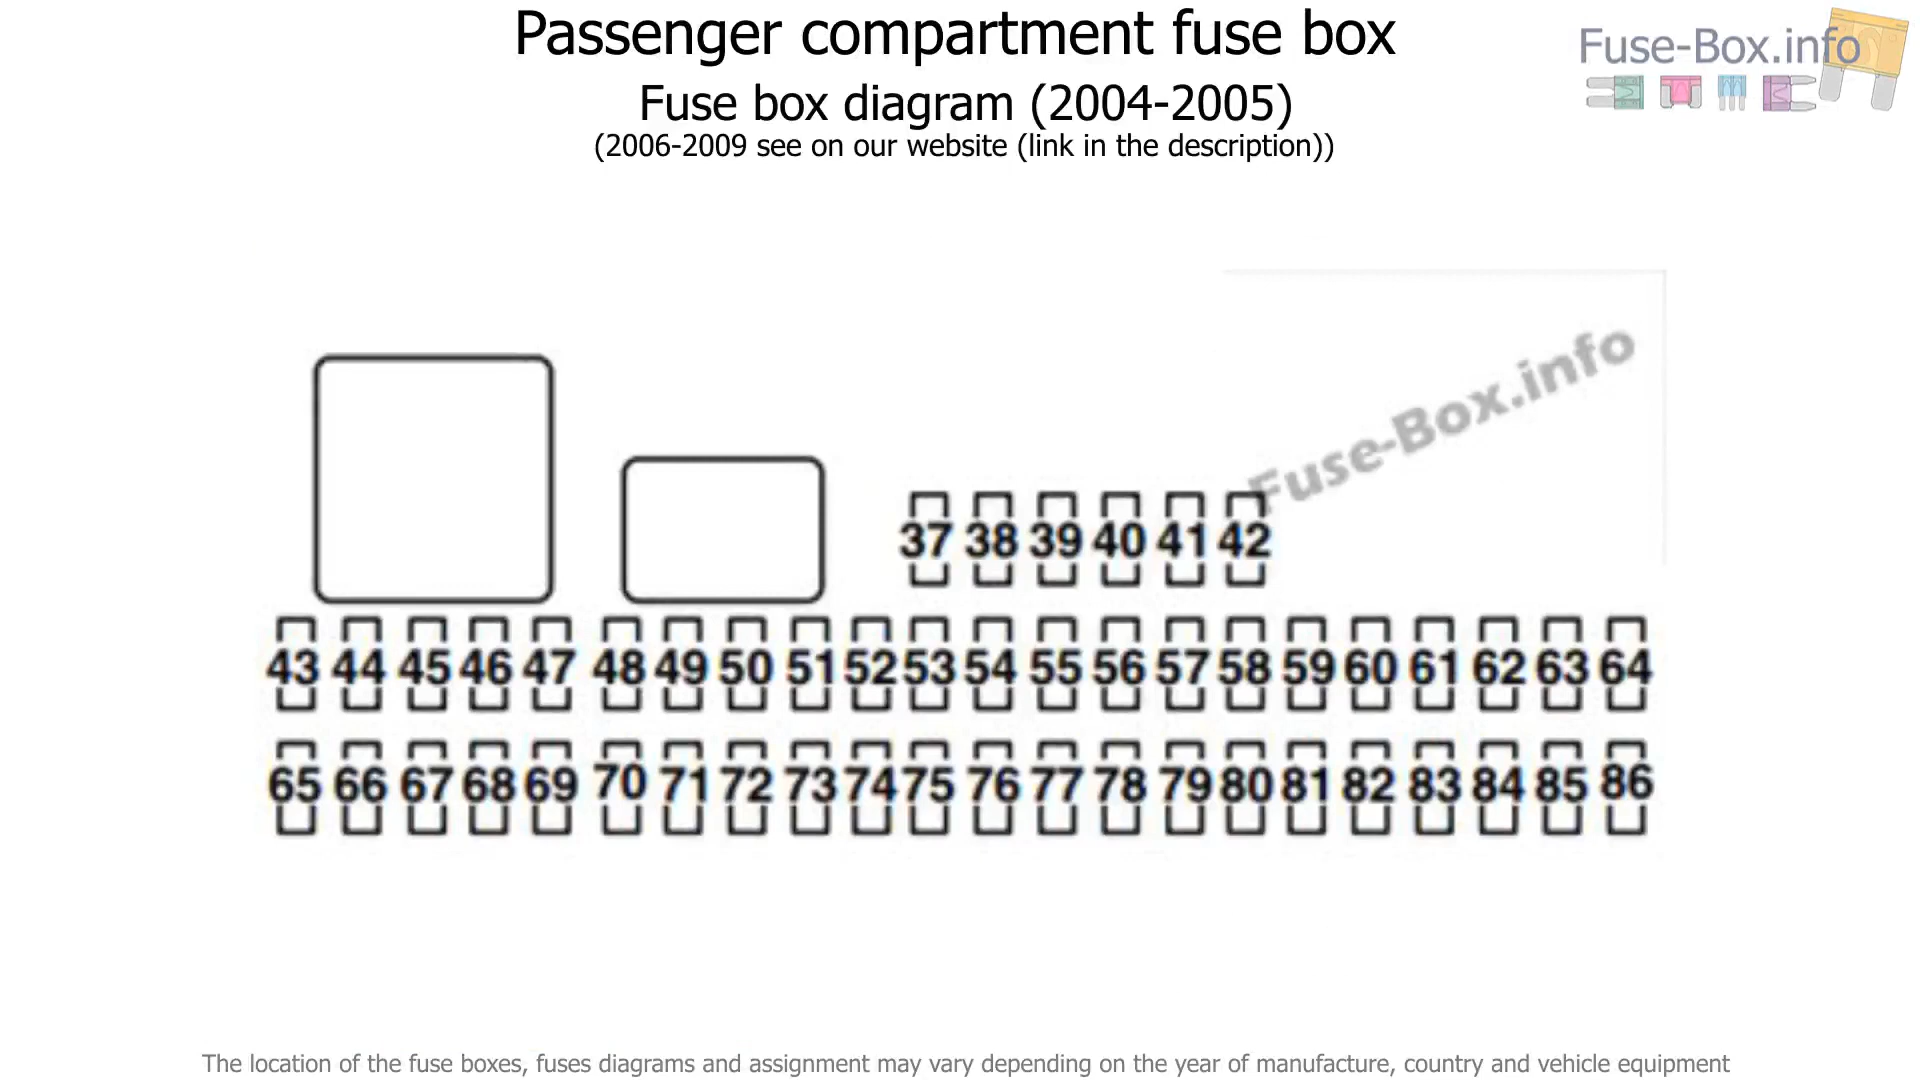 Passenger compartment fuse box
Fuse-Box.info
Fuse box diagram (2004-2005)
(2006-2009 see on our website (link in the description))
Fuse-Box.info
37 38 39 40 41 42
43 44 45 46 47 48 49 50 51 52 53 54 55 56 57 58 59 60 61 62 63 64
65 66 67 68 69 70 71 72 73 74 75 76 77 78 79 80 81 82 83 84 85 86
The location of the fuse boxes, fuses diagrams and assignment may vary depending on the year of manufacture, country and vehicle equipment